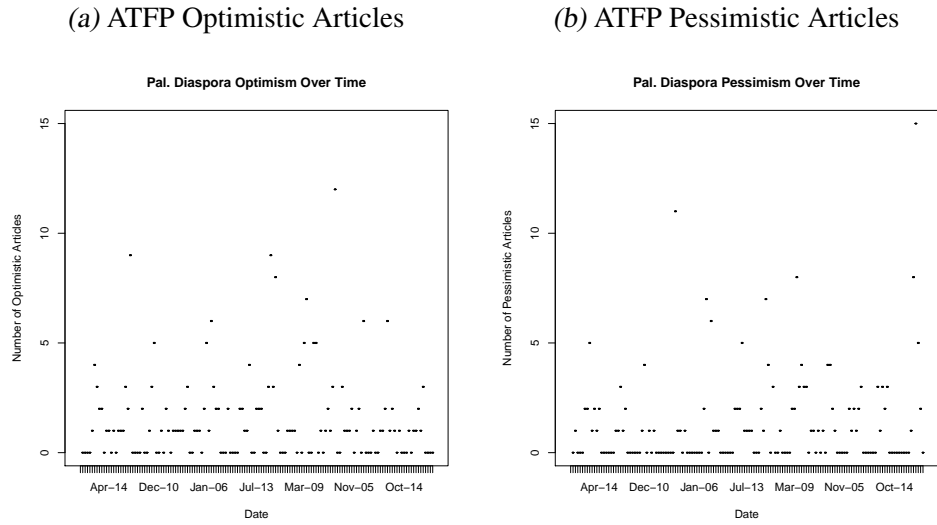 (a) ATFP Optimistic Articles
(b) ATFP Pessimistic Articles
Pal. Diaspora Optimism Over Time
Number of Optimistic Articles
15
10
5
0
Apr−14 Dec−10 Jan−06 Jul−13 Mar−09 Nov−05 Oct−14
Date
Pal. Diaspora Pessimism Over Time
Number of Pessimistic Articles
15
10
5
0
Apr−14 Dec−10 Jan−06 Jul−13 Mar−09 Nov−05 Oct−14
Date